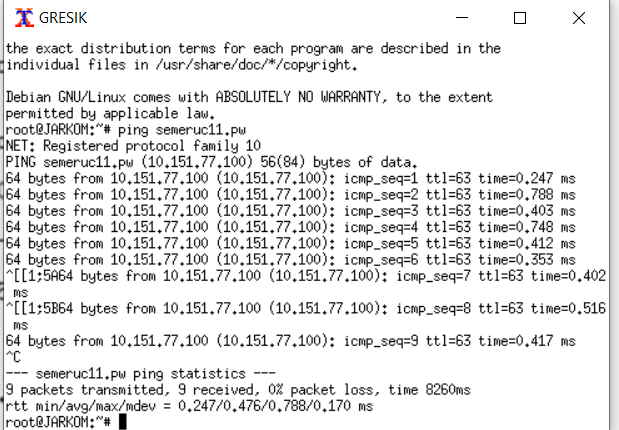 GRESIK
the exact distribution terms for each program are described in the
individual files in /usr/share/doc/*/copyright.
Debian GNU/Linux comes with ABSOLUTELY NO WARRANTY, to the extent
permitted by applicable law.
root@JARKOM:~# ping semeruc11.pw
NET: Registered protocol family 10
PING semeruc11.pw (10.151.77.100) 56(84) bytes of data.
64 bytes from 10.151.77.100 (10.151.77.100): icmp_seq=1 ttl=63 time=0.247 ms
64 bytes from 10.151.77.100 (10.151.77.100): icmp_seq=2 ttl=63 time=0.788 ms
64 bytes from 10.151.77.100 (10.151.77.100): icmp_seq=3 ttl=63 time=0.403 ms
64 bytes from 10.151.77.100 (10.151.77.100): icmp_seq=4 ttl=63 time=0.748 ms
64 bytes from 10.151.77.100 (10.151.77.100): icmp_seq=5 ttl=63 time=0.412 ms
64 bytes from 10.151.77.100 (10.151.77.100): icmp_seq=6 ttl=63 time=0.353 ms
^[[1;5A64 bytes from 10.151.77.100 (10.151.77.100): icmp_seq=7 ttl=63 time=0.402
ms
^[[1;5B64 bytes from 10.151.77.100 (10.151.77.100): icmp_seq=8 ttl=63 time=0.516
ms
64 bytes from 10.151.77.100 (10.151.77.100): icmp_seq=9 ttl=63 time=0.417 ms
^C
--- semeruc11.pw ping statistics ---
9 packets transmitted, 9 received, 0% packet loss, time 8260ms
rtt min/avg/max/mdev = 0.247/0.476/0.788/0.170 ms
root@JARKOM:~#